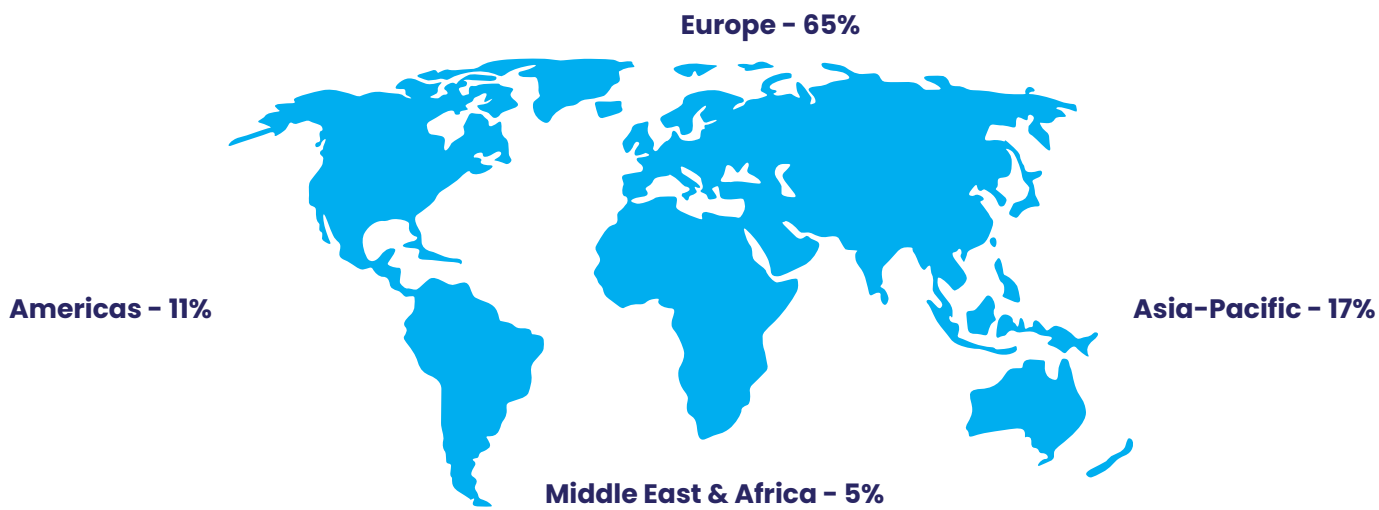 Europe - 65%
Americas - 11%
Asia-Pacific - 17%
Middle East & Africa - 5%